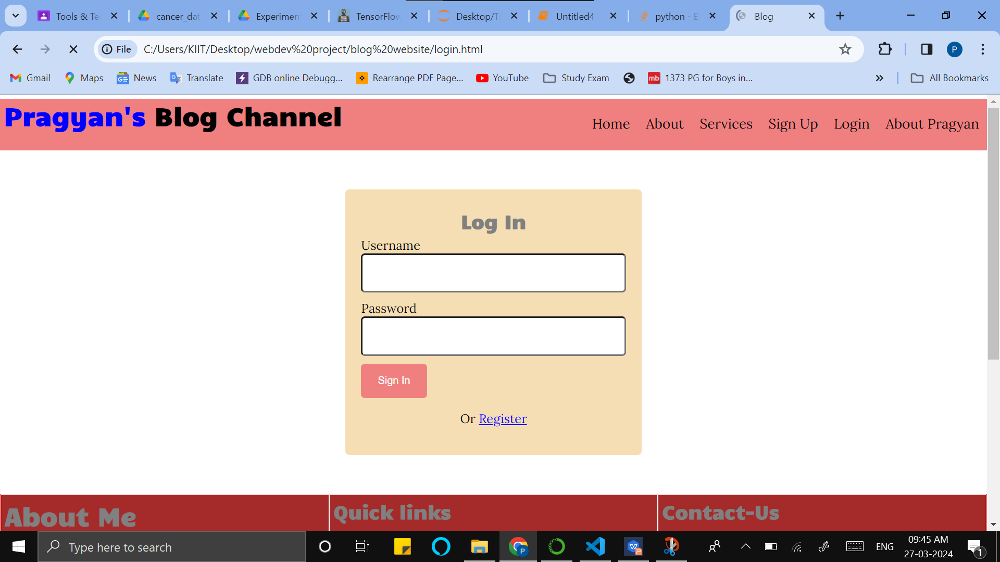 Tools & Te
cancer_dat
Experimen
TensorFlow
Desktop/T
Untitled4 -
python - E
Blog
File
C:/Users/KIIT/Desktop/webdev%20project/blog%20website/login.html
P
Gmail
Maps
News
Translate
GDB online Debugg...
Rearrange PDF Page...
YouTube
Study Exam
mb
1373 PG for Boys in...
All Bookmarks
Pragyan's Blog Channel
Home
About
Services
Sign Up
Login
About Pragyan
Log In
Username
Password
Sign In
Or Register
About Me
Quick links
Contact-Us
Type here to search
ENG
09:45 AM
27-03-2024
1